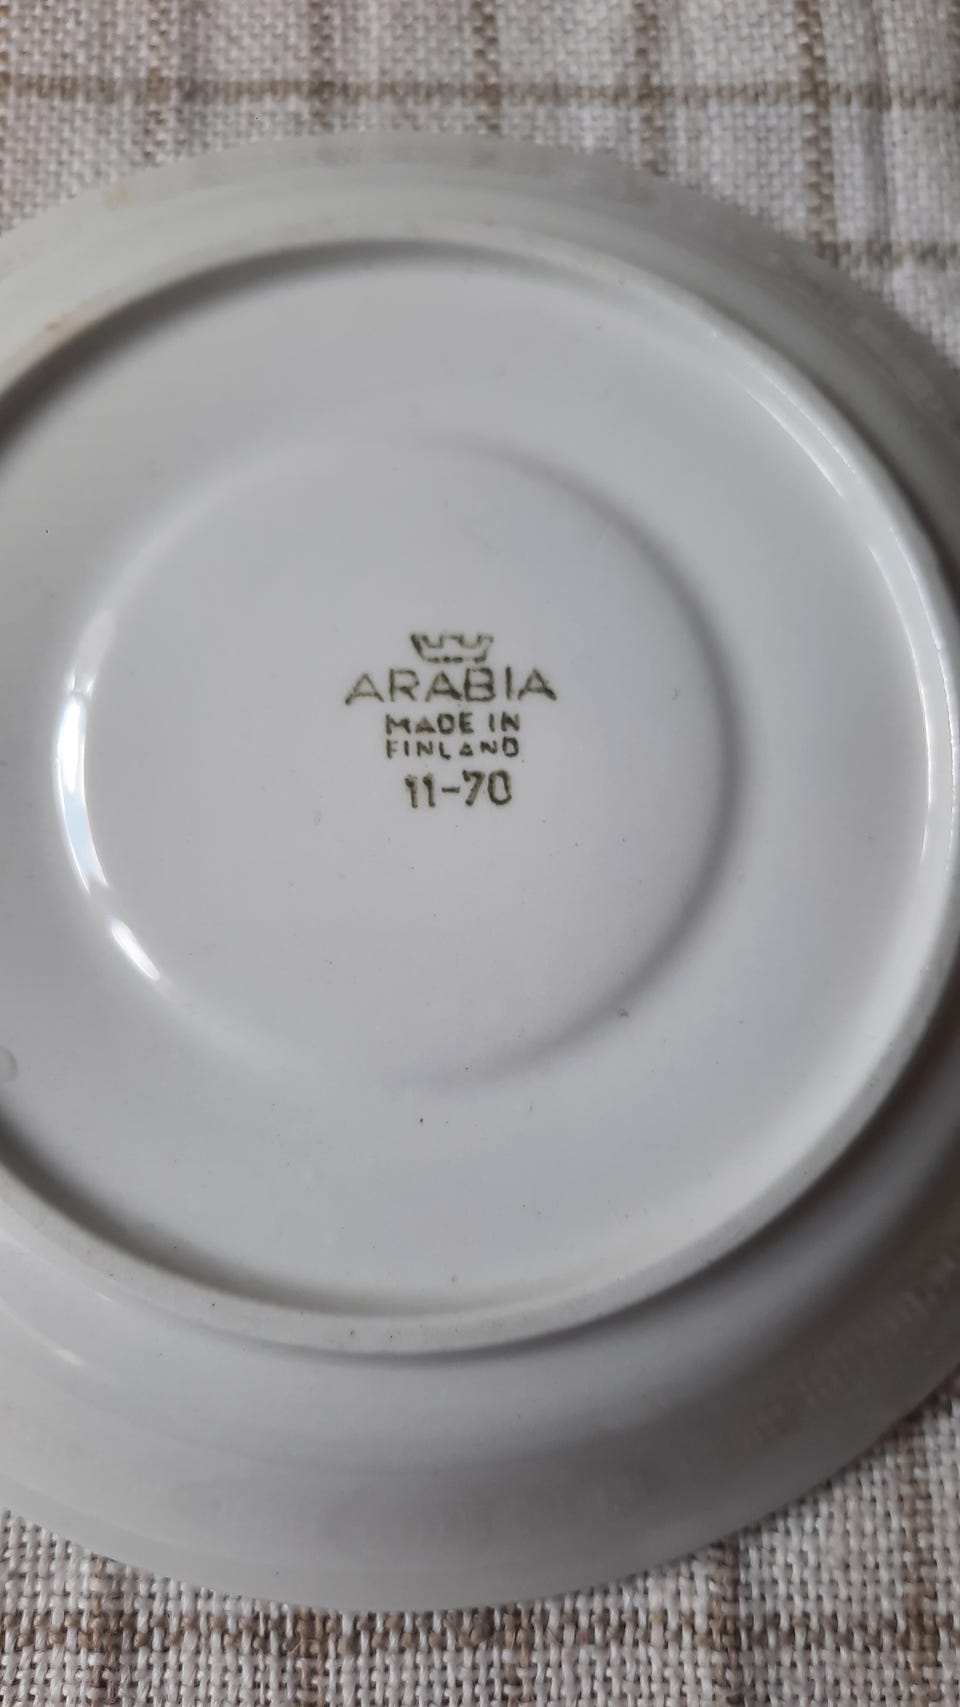 ARABIA
MADE IN
FINLAND
11-70